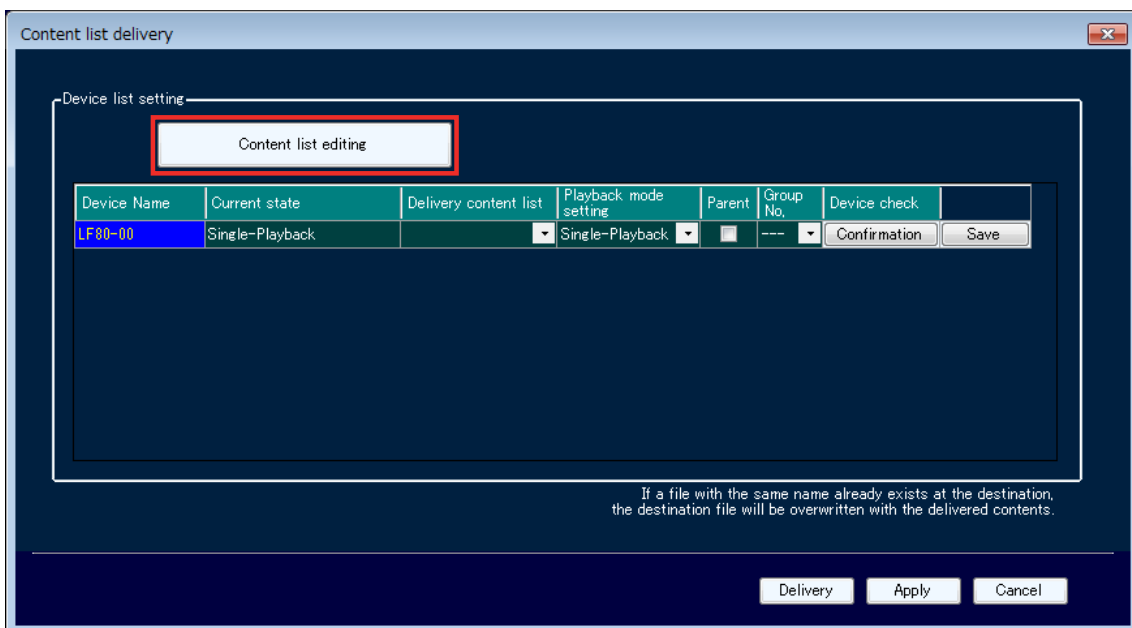 Content list delivery
Device list setting
Content list editing
Device Name Current state Delivery content list Playback mode setting Parent Group No. Device check
LF80-00 Single-Playback Single-Playback --- Confirmation Save
If a file with the same name already exists at the destination,
the destination file will be overwritten with the delivered contents.
Delivery Apply Cancel